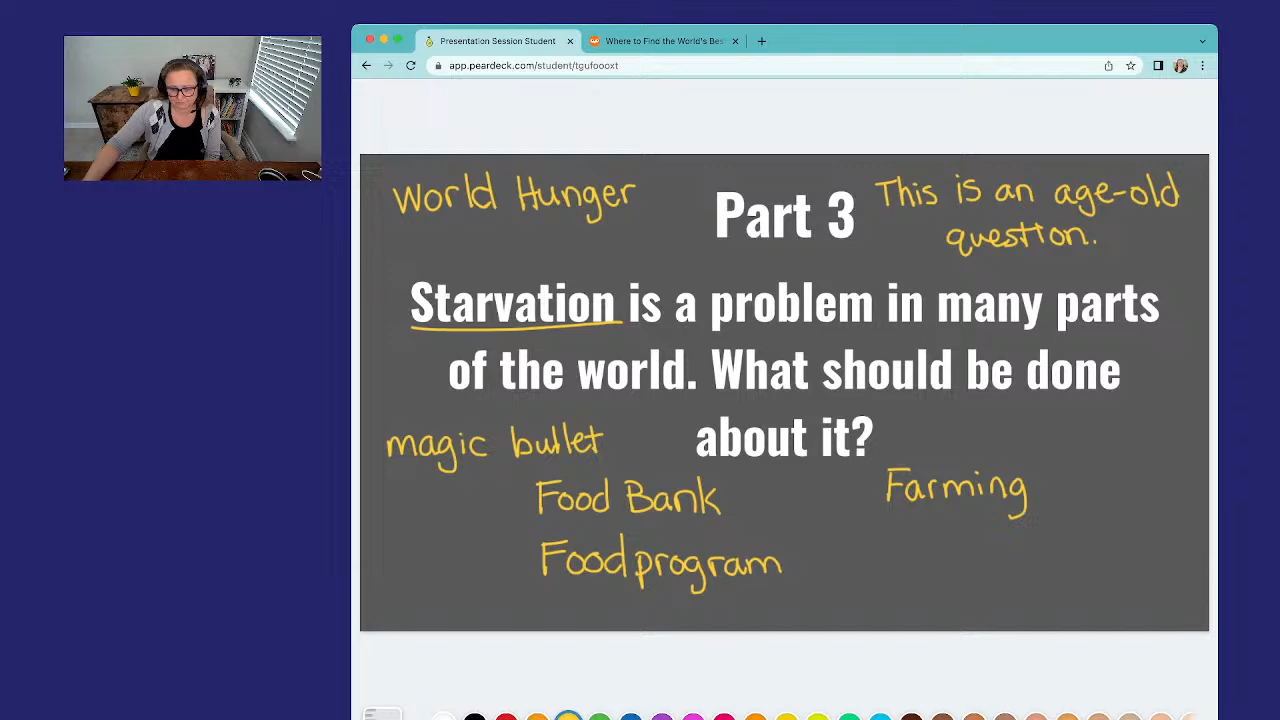 Presentation Session Student
Where to Find the World's Bes
app.peardeck.com/student/tgufoooxt
World Hunger
Part 3
This is an age-old
question.
Starvation is a problem in many parts
of the world. What should be done
about it?
magic bullet
Food Bank
Farming
Food program